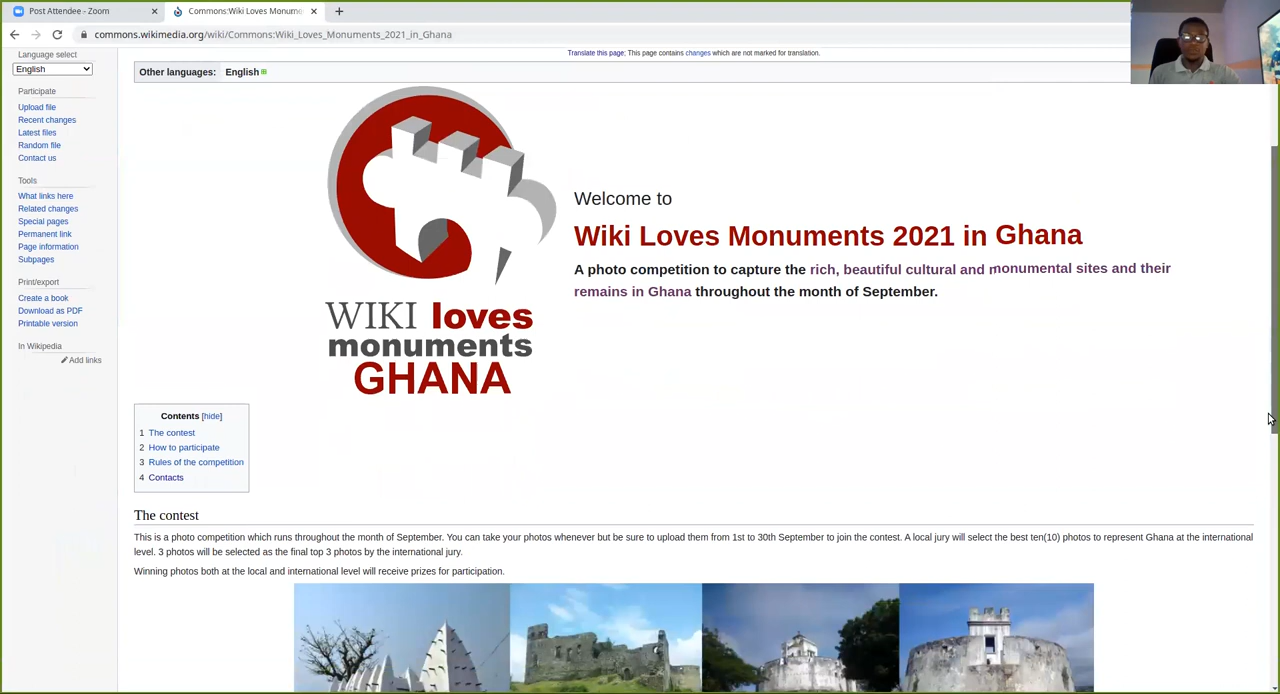 Post Attendee - Zoom
Commons:Wiki Loves Monume
commons.wikimedia.org/wiki/Commons:Wiki_Loves_Monuments_2021_in_Ghana
Language select
English
Participate
Upload file
Recent changes
Latest files
Random file
Contact us
Tools
What links here
Related changes
Special pages
Permanent link
Page information
Subpages
Print/export
Create a book
Download as PDF
Printable version
In Wikipedia
Add links
Translate this page; This page contains changes which are not marked for translation.
Other languages: English
WIKI loves
monuments
GHANA
Welcome to
Wiki Loves Monuments 2021 in Ghana
A photo competition to capture the rich, beautiful cultural and monumental sites and their
remains in Ghana throughout the month of September.
Contents [hide]
1 The contest
2 How to participate
3 Rules of the competition
4 Contacts
The contest
This is a photo competition which runs throughout the month of September. You can take your photos whenever but be sure to upload them from 1st to 30th September to join the contest. A local jury will select the best ten(10) photos to represent Ghana at the international
level. 3 photos will be selected as the final top 3 photos by the international jury.
Winning photos both at the local and international level will receive prizes for participation.